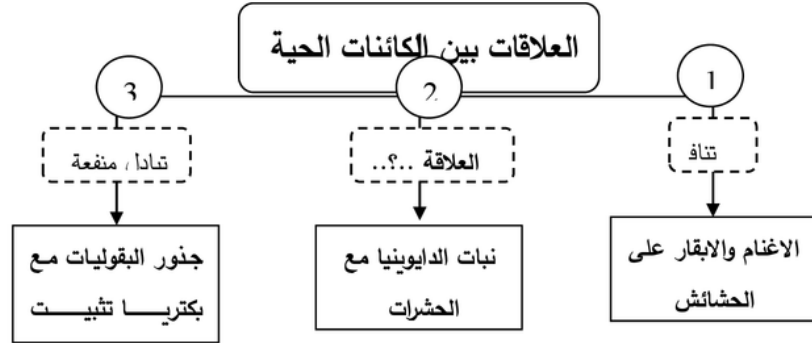 العلاقات بين الكائنات الحية
1
2
3
تناف
العلاقة ..؟..
تبادل منفعة
الاغنام والابقار على
الحشائش
نبات الدايونيا مع
الحشرات
جذور البقوليات مع
بكتريا تثبيت